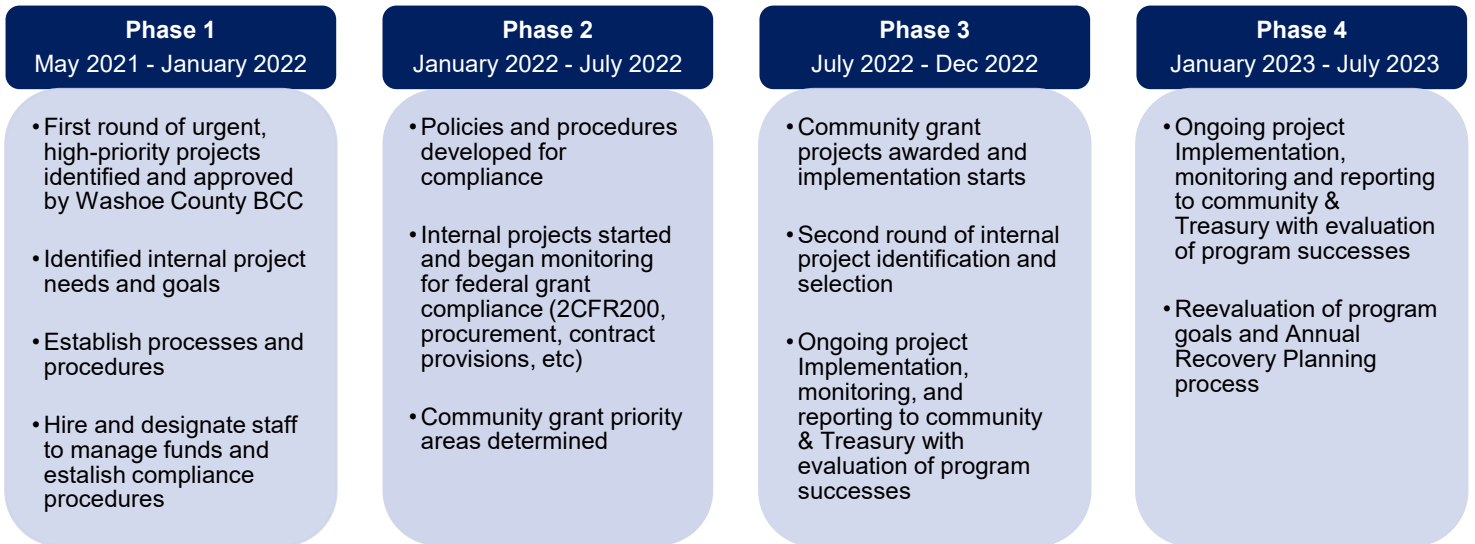 Phase 1
May 2021 - January 2022
• First round of urgent,
high-priority projects
identified and approved
by Washoe County BCC
• Identified internal project
needs and goals
• Establish processes and
procedures
• Hire and designate staff
to manage funds and
estalish compliance
procedures
Phase 2
January 2022 - July 2022
• Policies and procedures
developed for
compliance
• Internal projects started
and began monitoring
for federal grant
compliance (2CFR200,
procurement, contract
provisions, etc)
• Community grant priority
areas determined
Phase 3
July 2022 - Dec 2022
• Community grant
projects awarded and
implementation starts
• Second round of internal
project identification and
selection
• Ongoing project
Implementation,
monitoring, and
reporting to community
& Treasury with
evaluation of program
successes
Phase 4
January 2023 - July 2023
• Ongoing project
Implementation,
monitoring and reporting
to community &
Treasury with evaluation
of program successes
• Reevaluation of program
goals and Annual
Recovery Planning
process